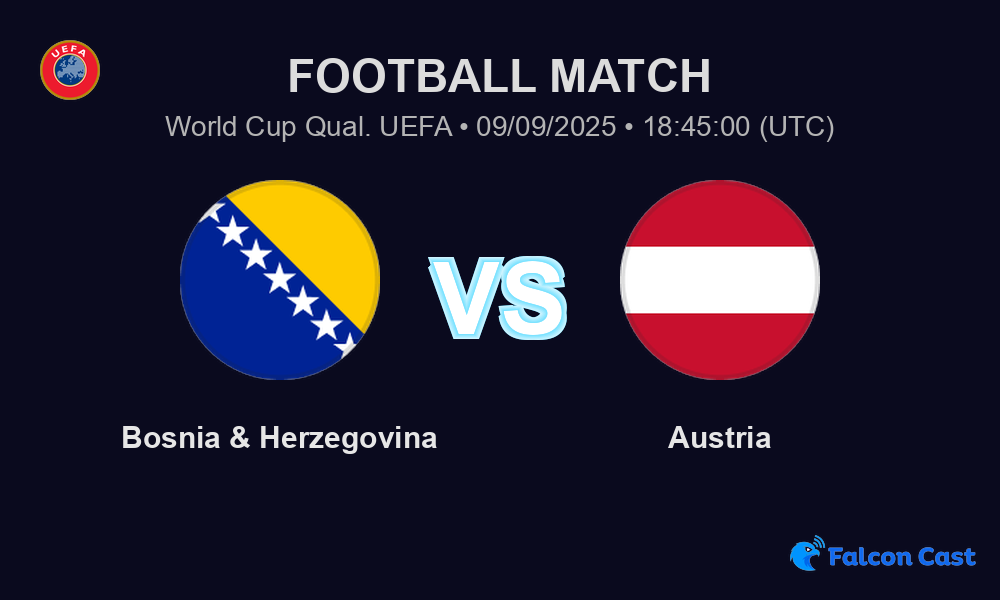 UEFA
FOOTBALL MATCH
World Cup Qual. UEFA • 09/09/2025 • 18:45:00 (UTC)
VS
Bosnia & Herzegovina
Austria
Falcon Cast